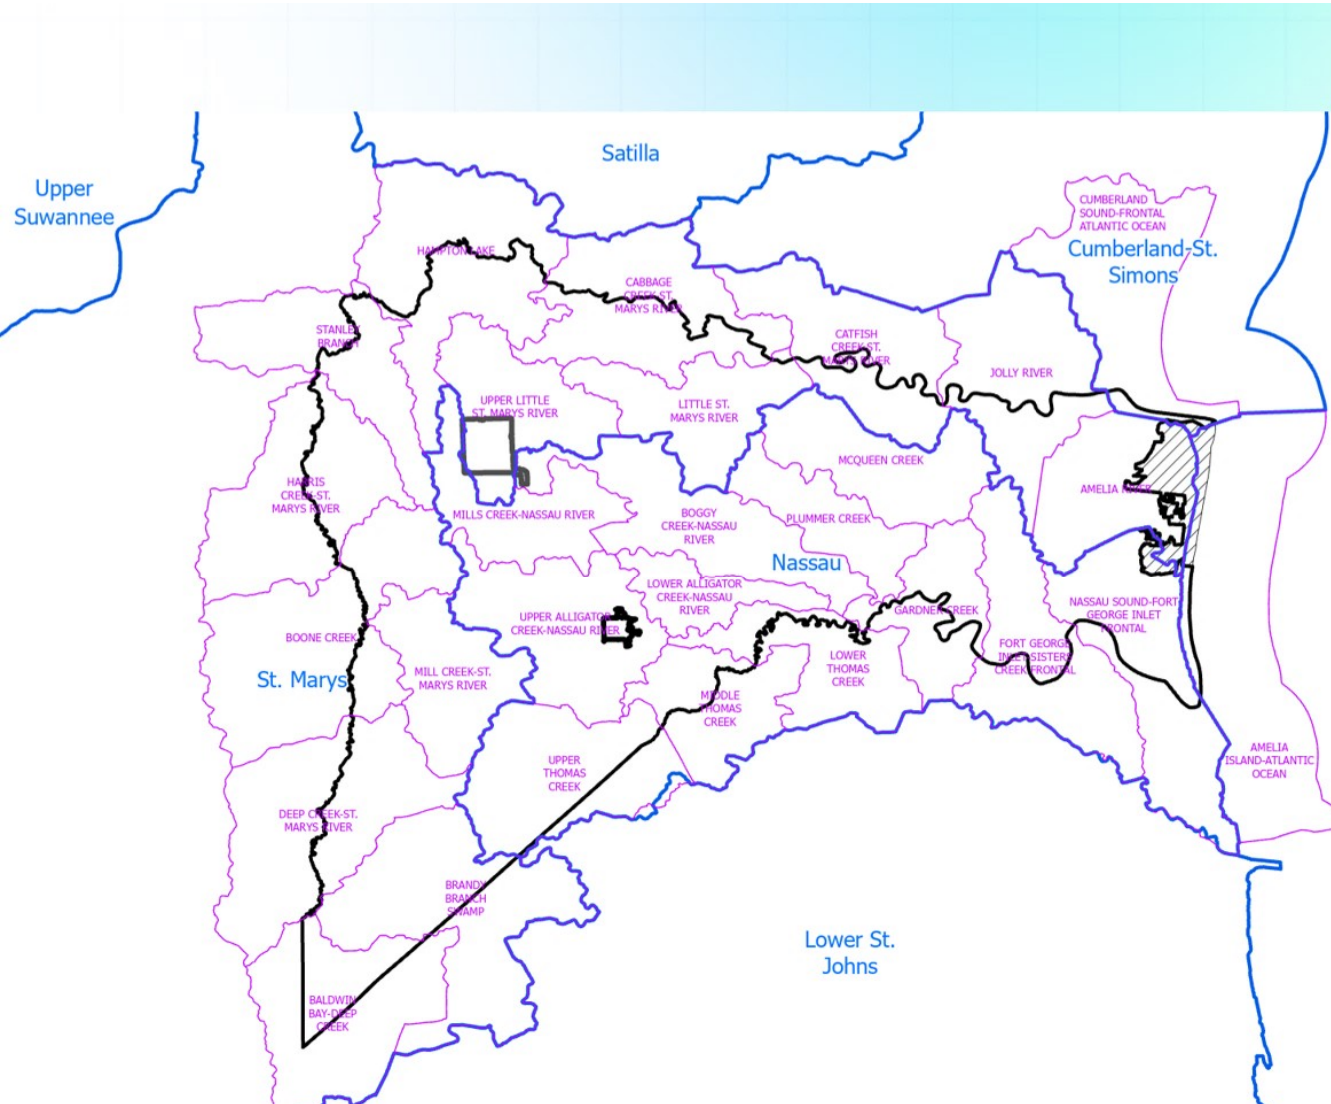 Satilla
Upper
Suwannee
CUMBERLAND
SOUND-FRONTAL
ATLANTIC OCEAN
Cumberland-St.
Simons
HAMPTON LAKE
CABBAGE
CREEK-ST.
MARYS RIVER
STANLEY
BRANCH
CATFISH
CREEK-ST.
MARYS RIVER
JOLLY RIVER
UPPER LITTLE
ST. MARYS RIVER
LITTLE ST.
MARYS RIVER
MCQUEEN CREEK
AMELIA RIVER
HARRIS
CREEK-ST.
MARYS RIVER
MILLS CREEK-NASSAU RIVER
BOGGY
CREEK-NASSAU
RIVER
PLUMMER CREEK
Nassau
LOWER ALLIGATOR
CREEK-NASSAU
RIVER
UPPER ALLIGATOR
CREEK-NASSAU RIVER
GARDNER CREEK
NASSAU SOUND-FORT
GEORGE INLET
FRONTAL
BOONE CREEK
St. Marys
MILL CREEK-ST.
MARYS RIVER
LOWER
THOMAS
CREEK
FORT GEORGE
INLET-SISTERS
CREEK FRONTAL
MIDDLE
THOMAS
CREEK
UPPER
THOMAS
CREEK
AMELIA
ISLAND-ATLANTIC
OCEAN
DEEP CREEK-ST.
MARYS RIVER
BRANDY
BRANCH
SWAMP
Lower St.
Johns
BALDWIN
BAY-DEEP
CREEK